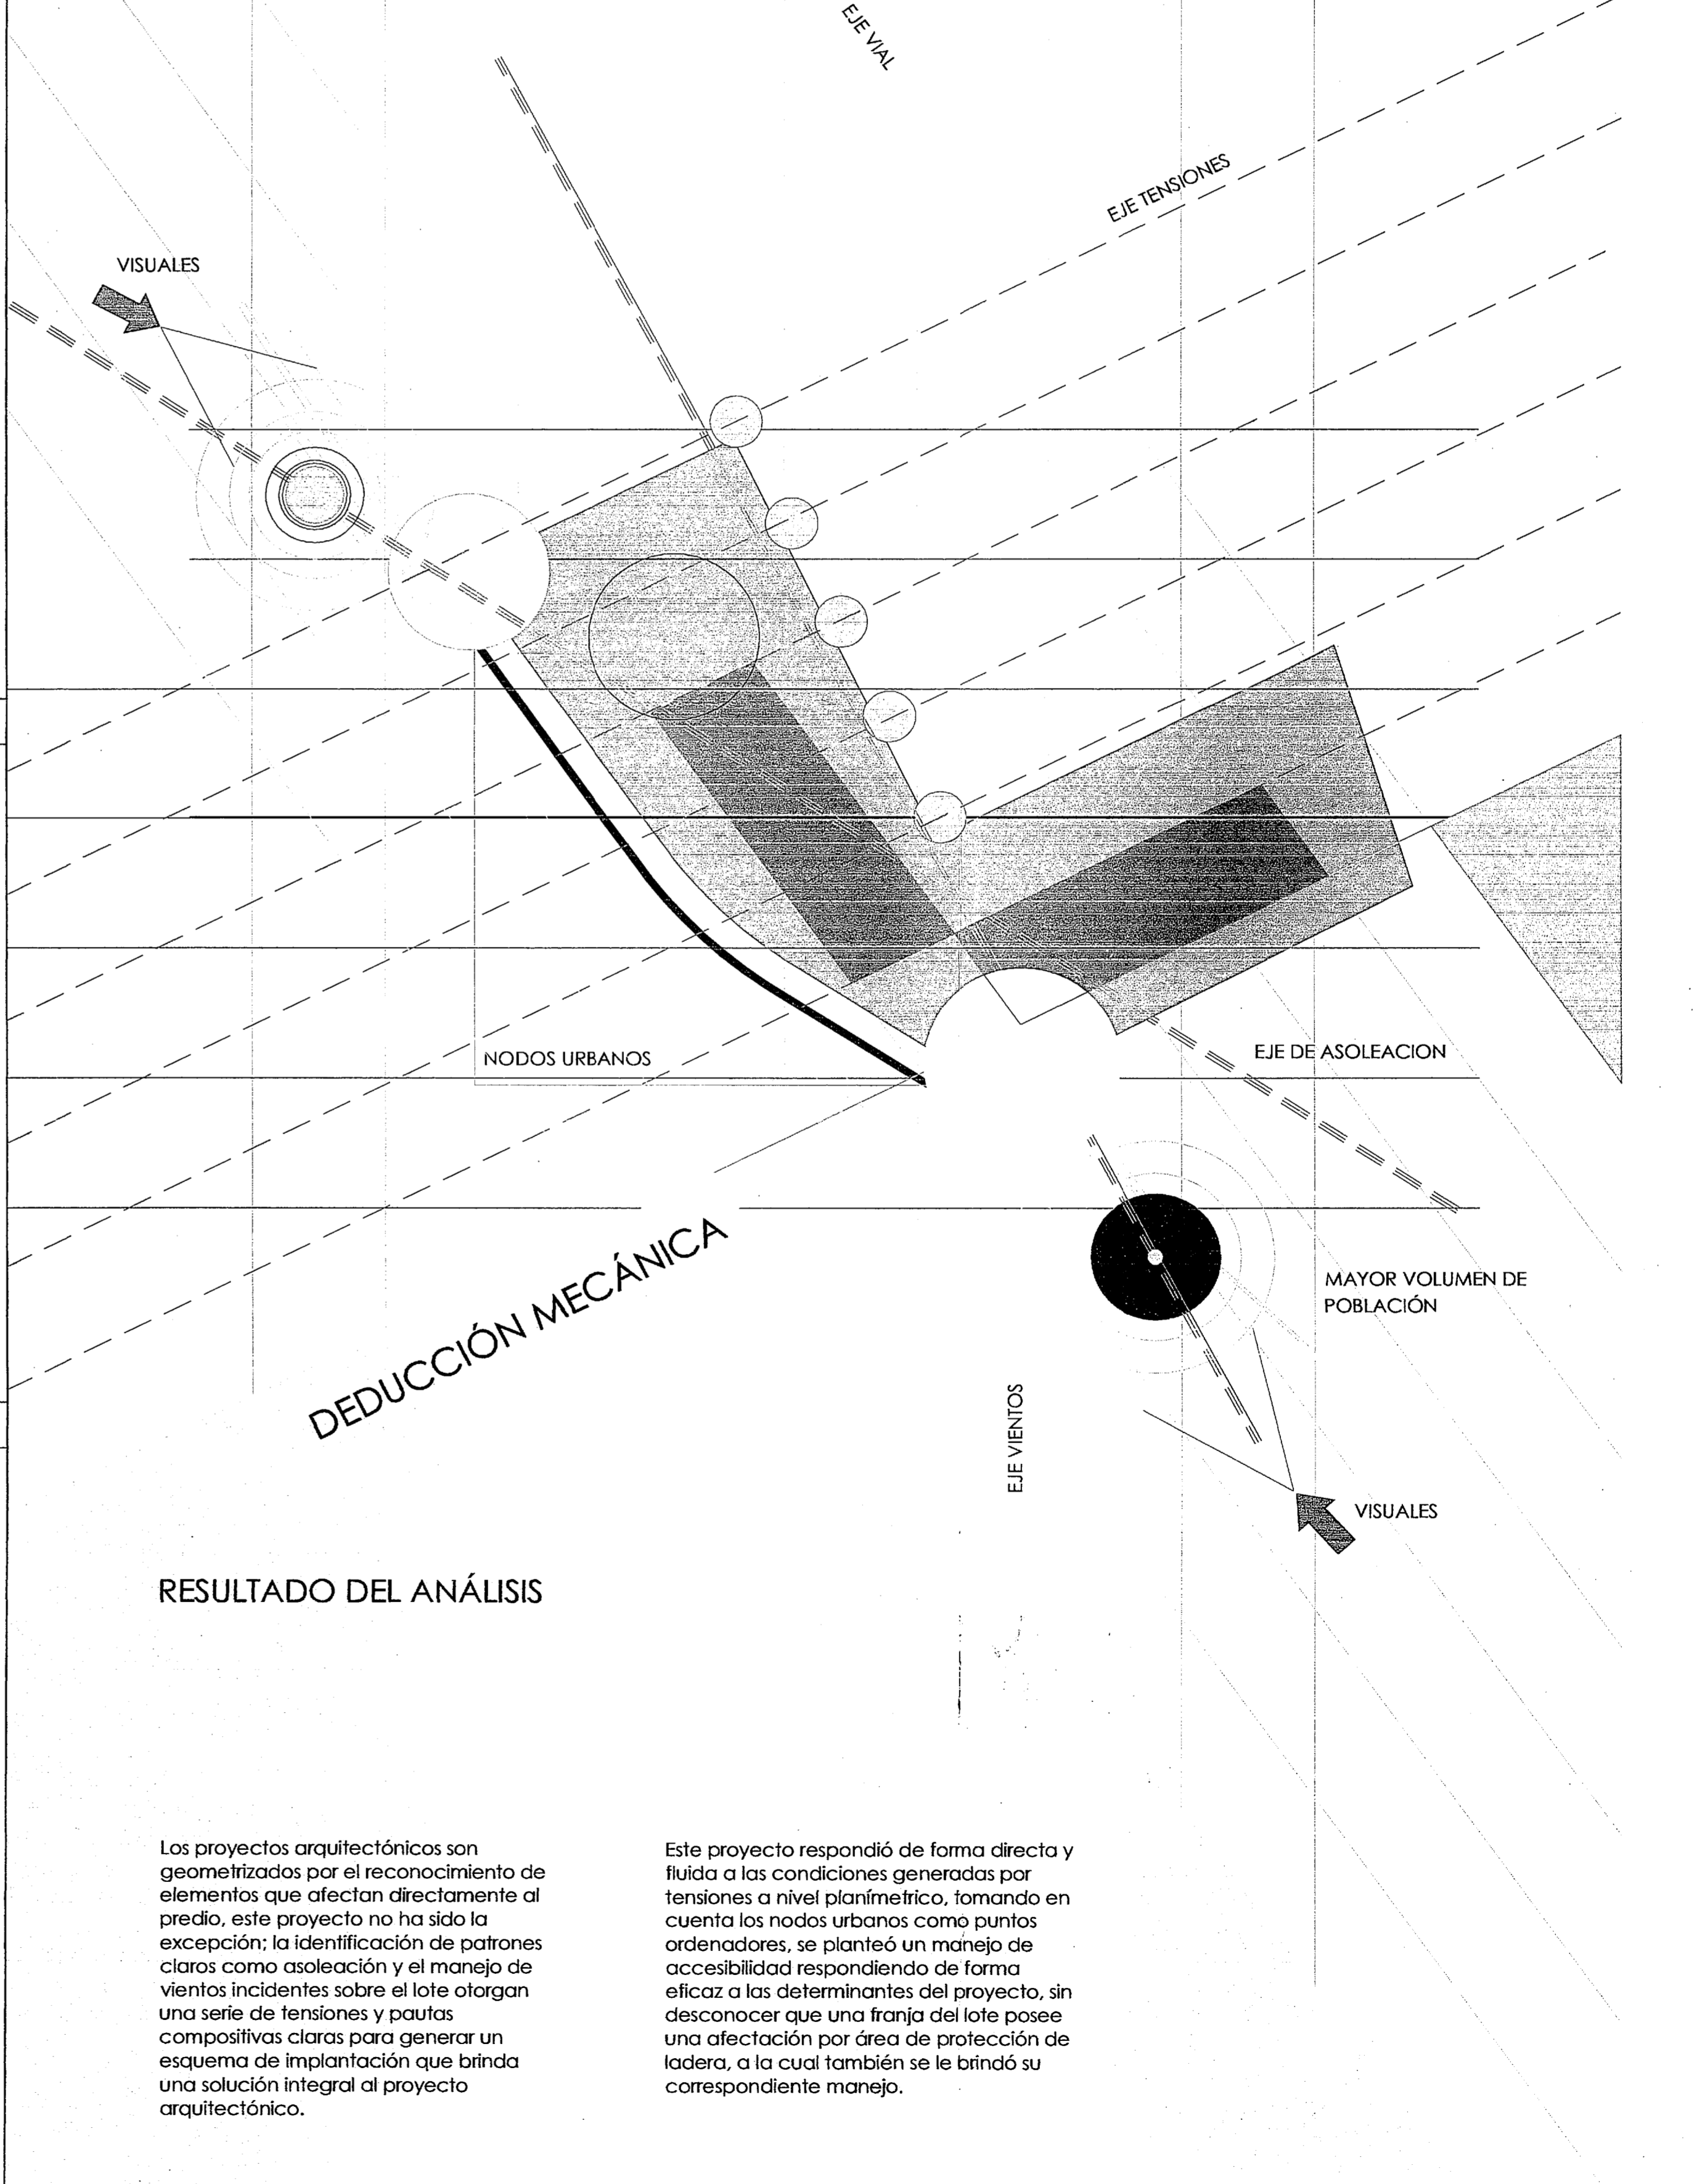 EJE VIAL
EJE TENSIONES
VISUALES
NODOS URBANOS
EJE DE ASOLEACION
DEDUCCIÓN MECÁNICA
MAYOR VOLUMEN DE
POBLACIÓN
EJE VIENTOS
VISUALES
RESULTADO DEL ANÁLISIS
Los proyectos arquitectónicos son
geometrizados por el reconocimiento de
elementos que afectan directamente al
predio, este proyecto no ha sido la
excepción; la identificación de patrones
claros como asoleación y el manejo de
vientos incidentes sobre el lote otorgan
una serie de tensiones y pautas
compositivas claras para generar un
esquema de implantación que brinda
una solución integral al proyecto
arquitectónico.
Este proyecto respondió de forma directa y
fluida a las condiciones generadas por
tensiones a nivel planímetrico, tomando en
cuenta los nodos urbanos como puntos
ordenadores, se planteó un manejo de
accesibilidad respondiendo de forma
eficaz a las determinantes del proyecto, sin
desconocer que una franja del lote posee
una afectación por área de protección de
ladera, a la cual también se le brindó su
correspondiente manejo.